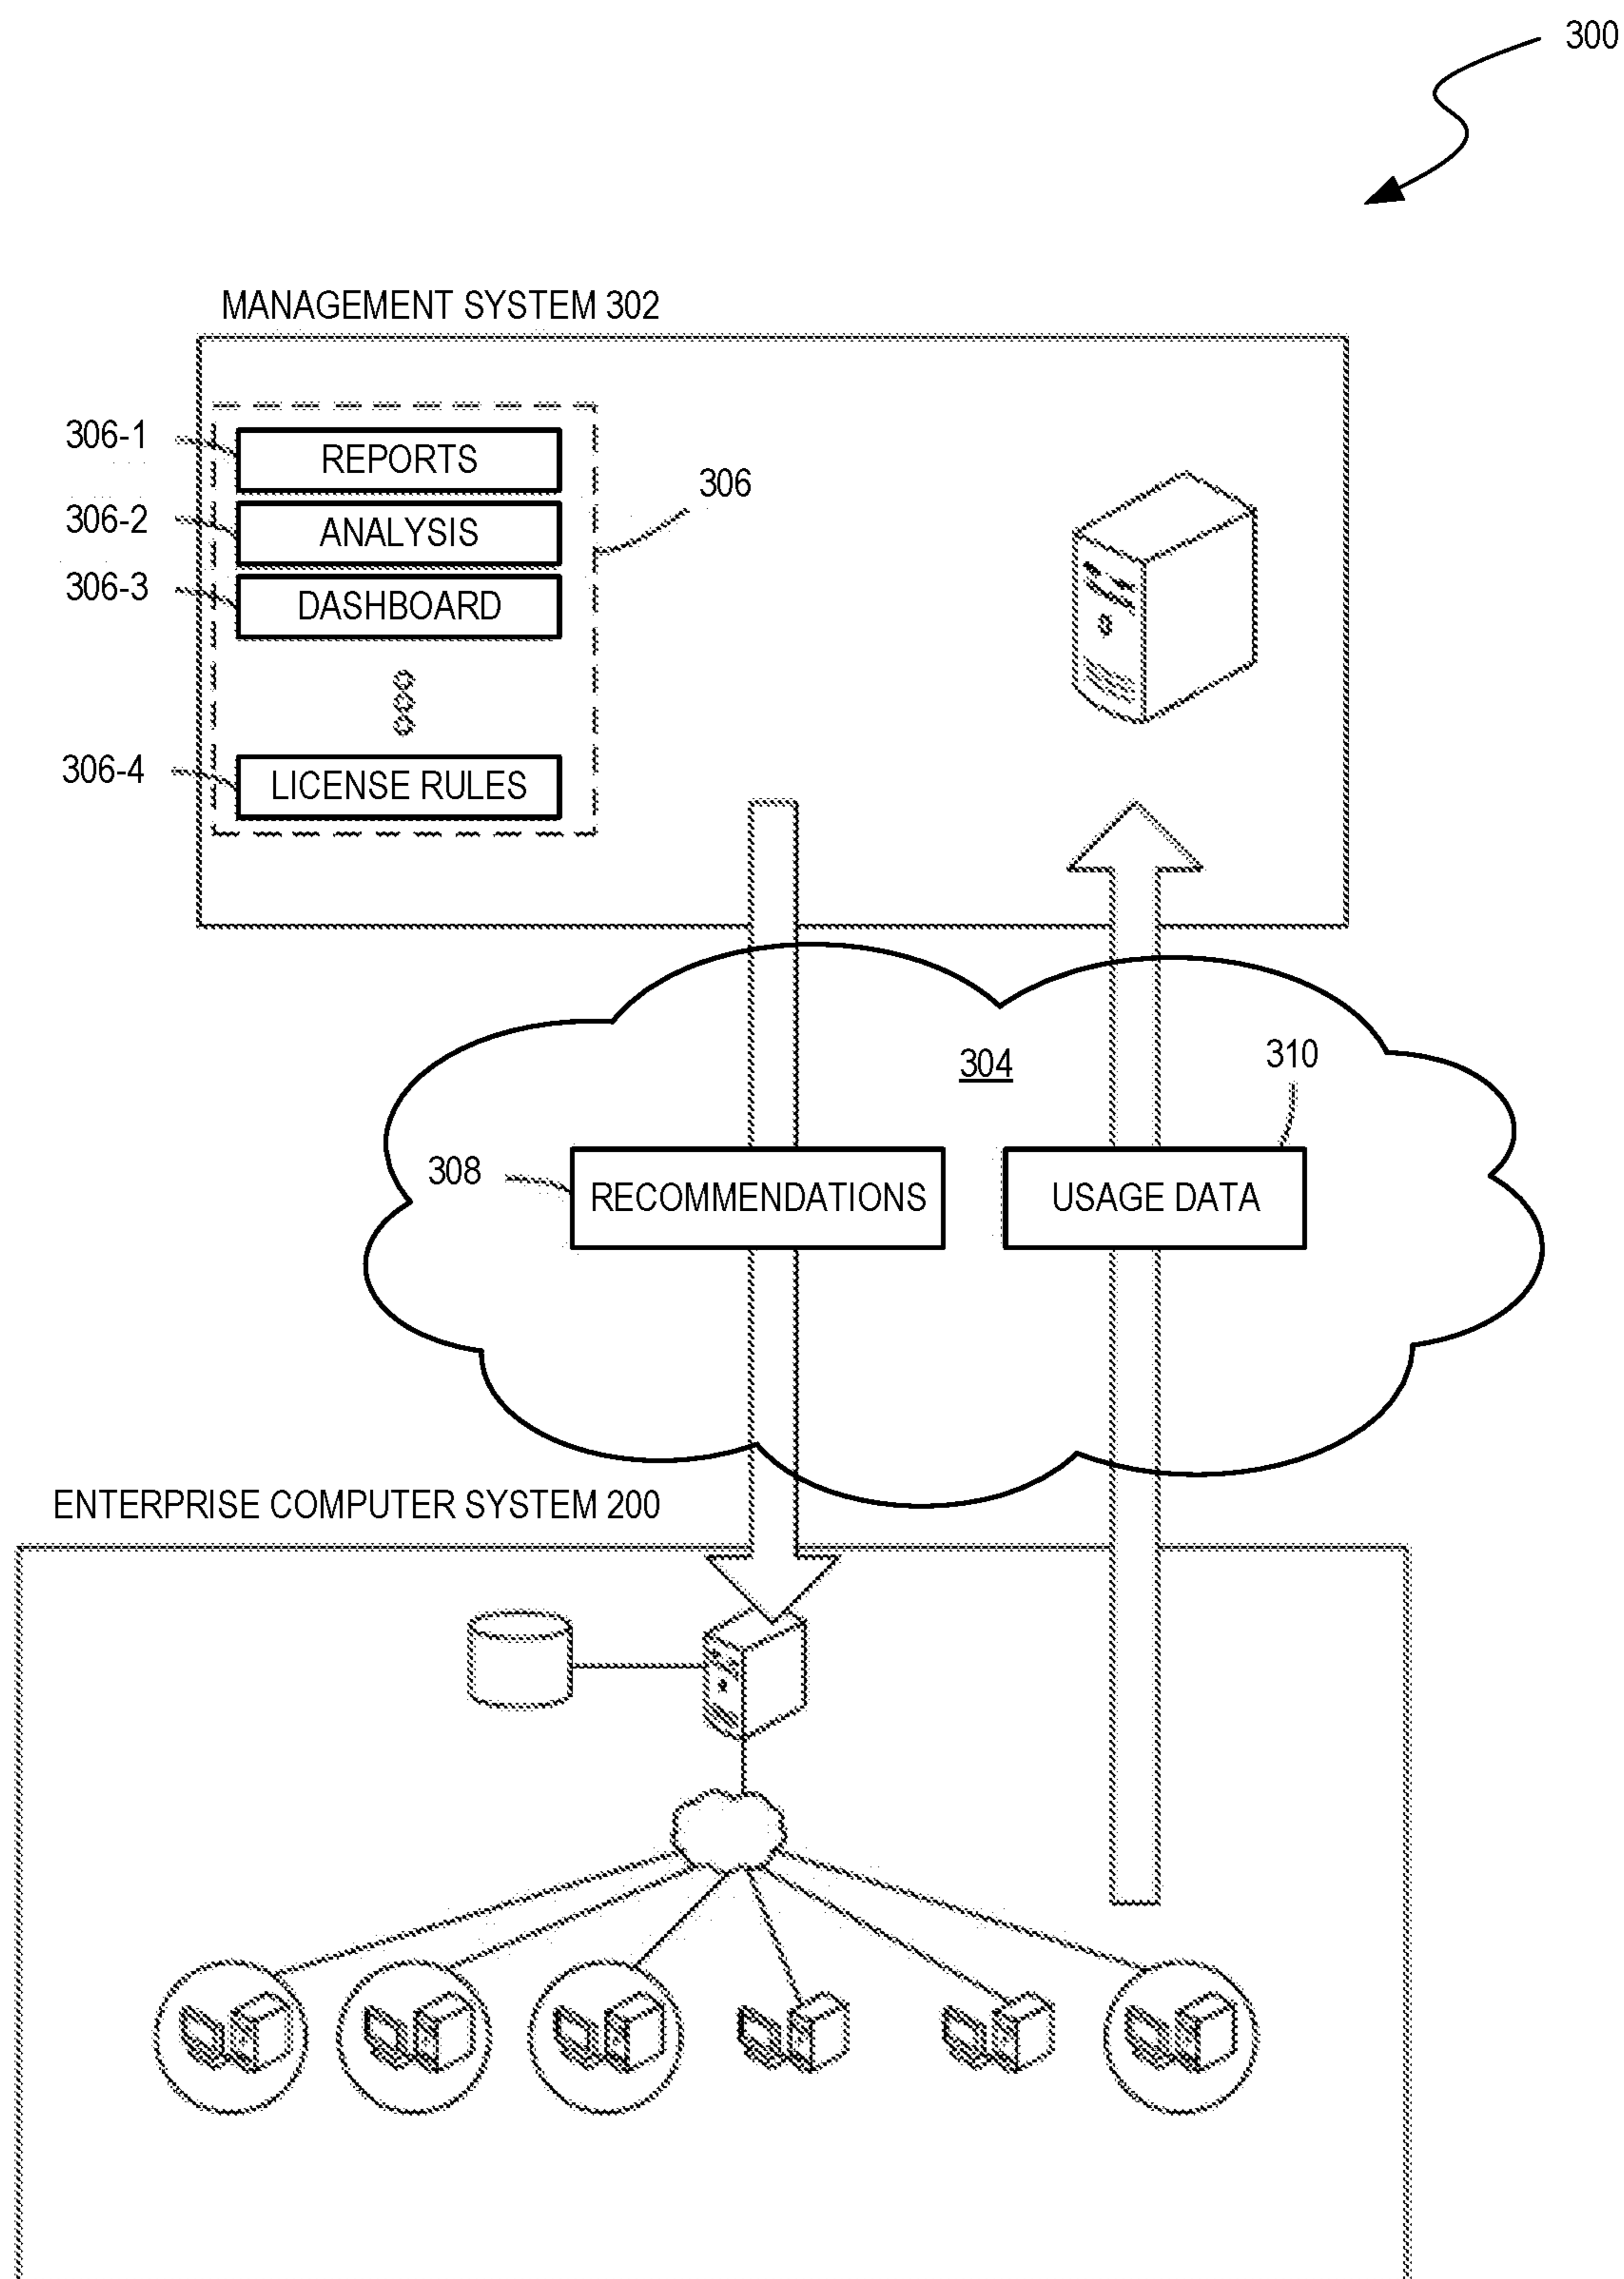 300
MANAGEMENT SYSTEM 302
306-1
REPORTS
306
306-2
ANALYSIS
306-3
DASHBOARD
306-4
LICENSE RULES
304
310
308
RECOMMENDATIONS
USAGE DATA
ENTERPRISE COMPUTER SYSTEM 200